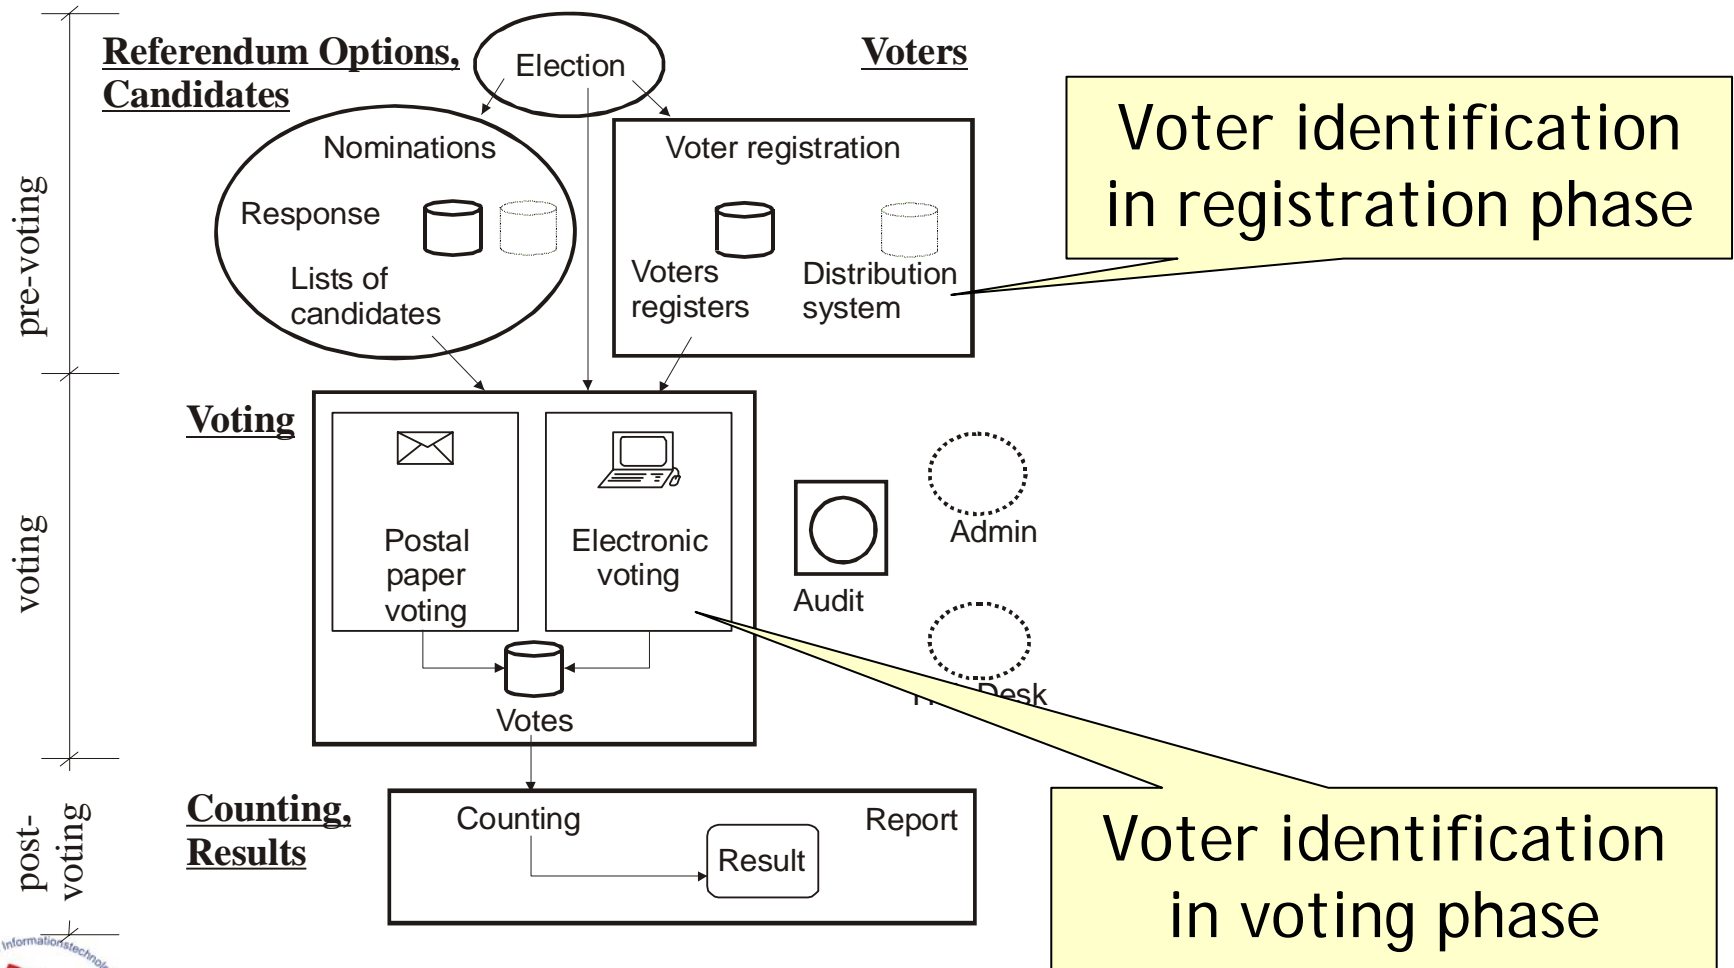 Referendum Options,
Candidates
Election
Voters
Voter identification
in registration phase
pre-voting
Nominations
Response
Lists of
candidates
Voter registration
Voters
registers
Distribution
system
Voting
voting
Postal
paper
voting
Electronic
voting
Votes
Audit
Admin
Desk
post-
voting
Counting,
Results
Counting
Result
Report
Voter identification
in voting phase